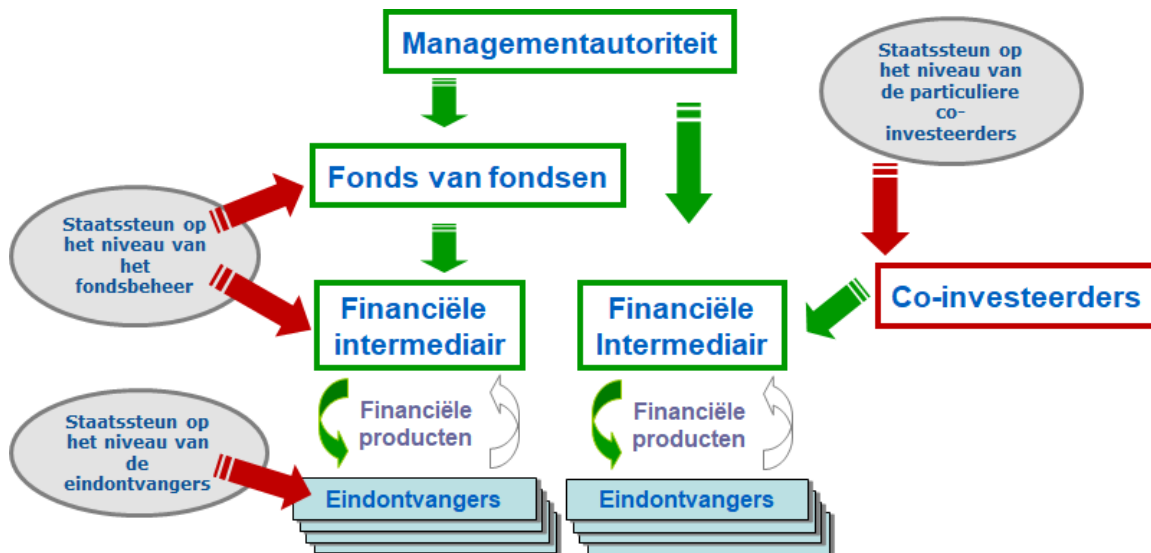 Managementautoriteit
Staatssteun op
het niveau van
de particuliere
co-
investeerders
Fonds van fondsen
Staatssteun op
het niveau van
het
fondsbeheer
Financiële
intermediair
Financiële
Intermediair
Co-investeerders
Financiële
producten
Financiële
producten
Staatssteun op
het niveau van
de
eindontvangers
Eindontvangers
Eindontvangers